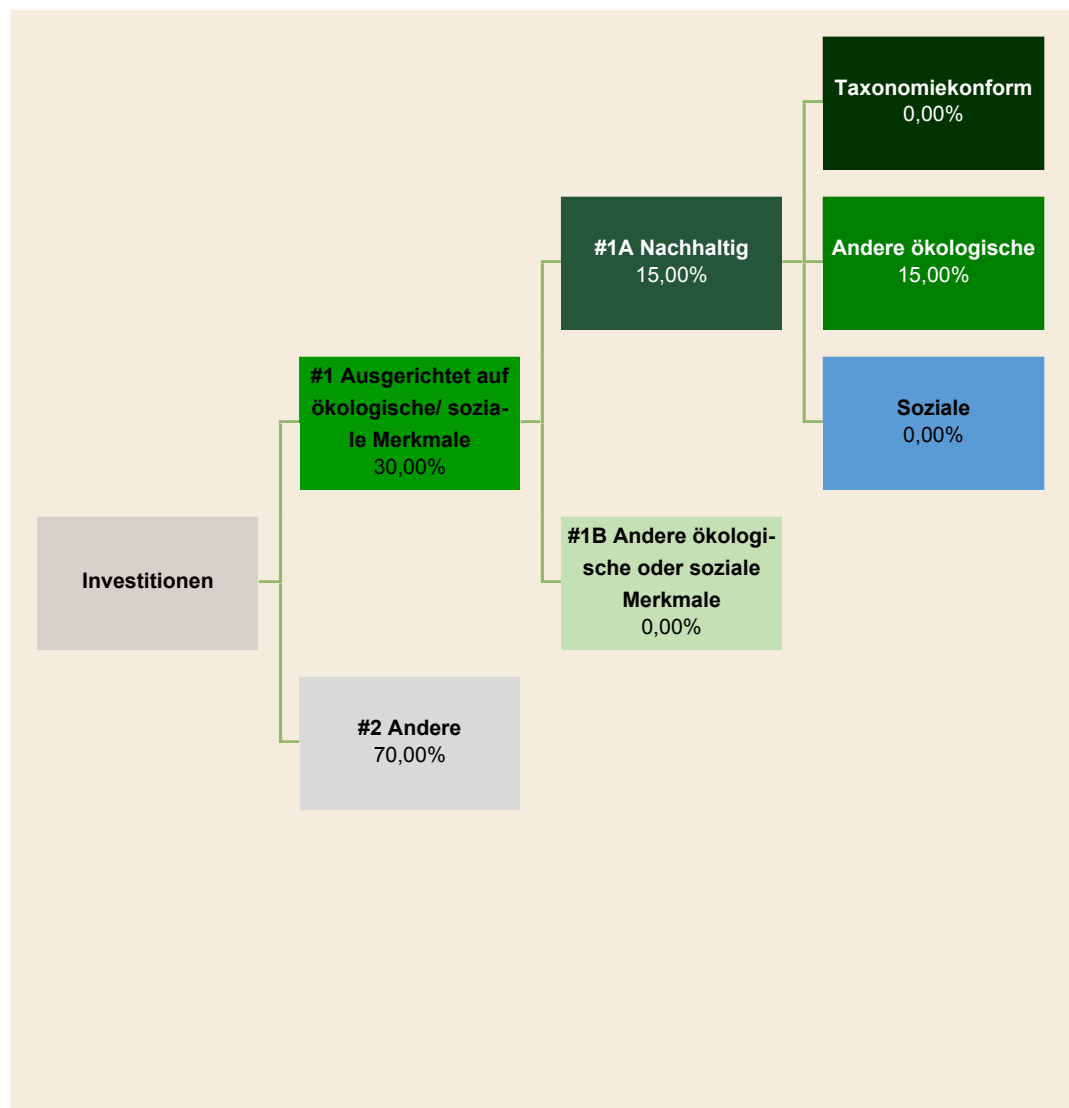 Taxonomiekonform
0,00%
#1A Nachhaltig
15,00%
Andere ökologische
15,00%
#1 Ausgerichtet auf
ökologische/ sozia-
le Merkmale
30,00%
Soziale
0,00%
Investitionen
#1B Andere ökologi-
sche oder soziale
Merkmale
0,00%
#2 Andere
70,00%